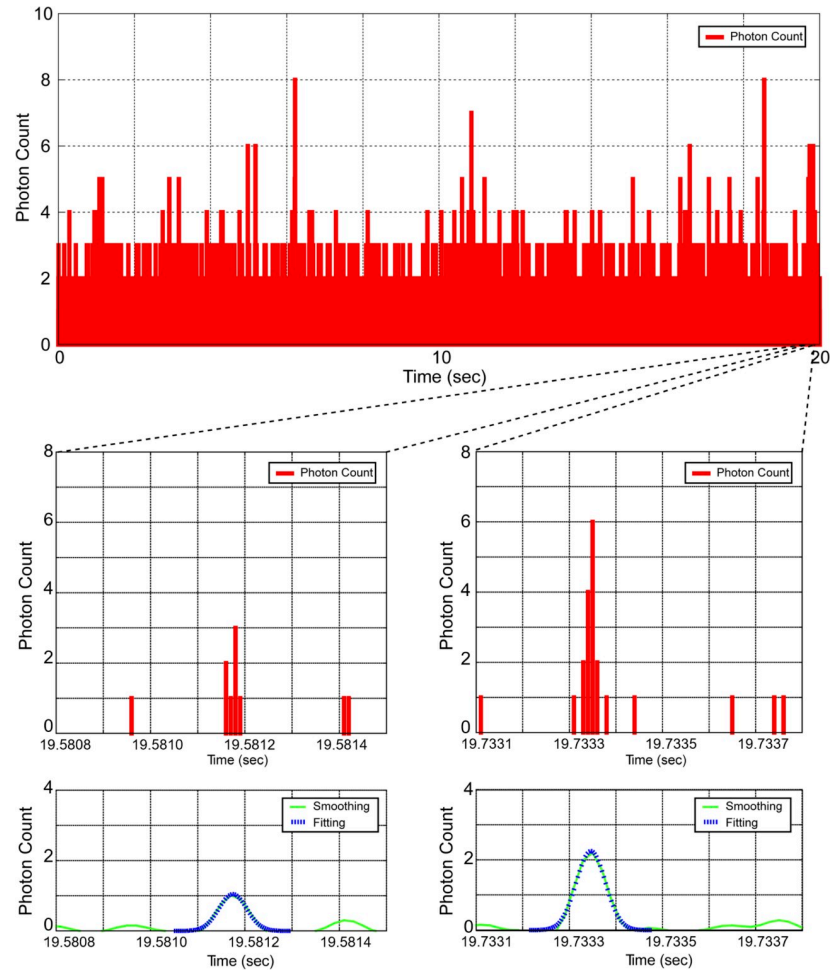 10
Photon Count
8
6
4
2
0
Photon Count
0
10
20
Time (sec)
8
Photon Count
6
4
2
0
Photon Count
19.5808
19.5810
19.5812
19.5814
Time (sec)
8
Photon Count
6
4
2
0
Photon Count
19.7331
19.7333
19.7335
19.7337
Time (sec)
4
Smoothing
Fitting
2
0
Photon Count
19.5808
19.5810
19.5812
19.5814
Time (sec)
4
Smoothing
Fitting
2
0
Photon Count
19.7331
19.7333
19.7335
19.7337
Time (sec)